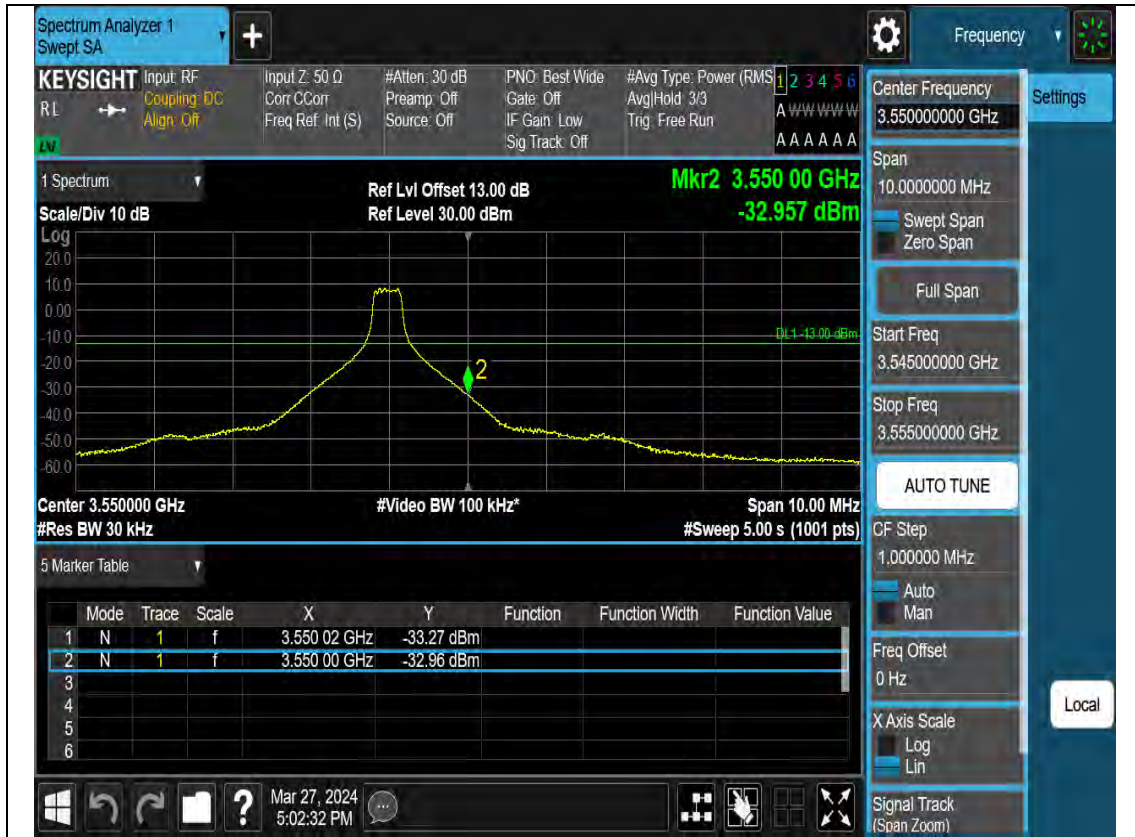 Spectrum Analyzer 1
Swept SA
+
Frequency
KEYSIGHT
RL
Input: RF
Coupling: DC
Align: Off
Input Z: 50 Ω
Corr CCorr
Freq Ref: Int (S)
#Atten: 30 dB
Preamp: Off
Source: Off
PNO: Best Wide
Gate: Off
IF Gain: Low
Sig Track: Off
#Avg Type: Power (RMS
Avg|Hold: 3/3
Trig: Free Run
1 2 3 4 5 6
A W W W W W
A A A A A A
1 Spectrum
Scale/Div 10 dB
Ref Lvl Offset 13.00 dB
Ref Level 30.00 dBm
Mkr2 3.550 00 GHz
-32.957 dBm
Log
20.0
10.0
0.00
-10.0
-20.0
-30.0
-40.0
-50.0
-60.0
DL1 -13.00 dBm
2
Center 3.550000 GHz
#Video BW 100 kHz*
Span 10.00 MHz
#Res BW 30 kHz
#Sweep 5.00 s (1001 pts)
5 Marker Table
Mode Trace Scale X Y Function Function Width Function Value
1 N 1 f 3.550 02 GHz -33.27 dBm
2 N 1 f 3.550 00 GHz -32.96 dBm
3
4
5
6
Mar 27, 2024
5:02:32 PM
?
Center Frequency
3.550000000 GHz
Settings
Span
10.0000000 MHz
Swept Span
Zero Span
Full Span
Start Freq
3.545000000 GHz
Stop Freq
3.555000000 GHz
AUTO TUNE
CF Step
1.000000 MHz
Auto
Man
Freq Offset
0 Hz
X Axis Scale
Log
Lin
Local
Signal Track
(Span Zoom)